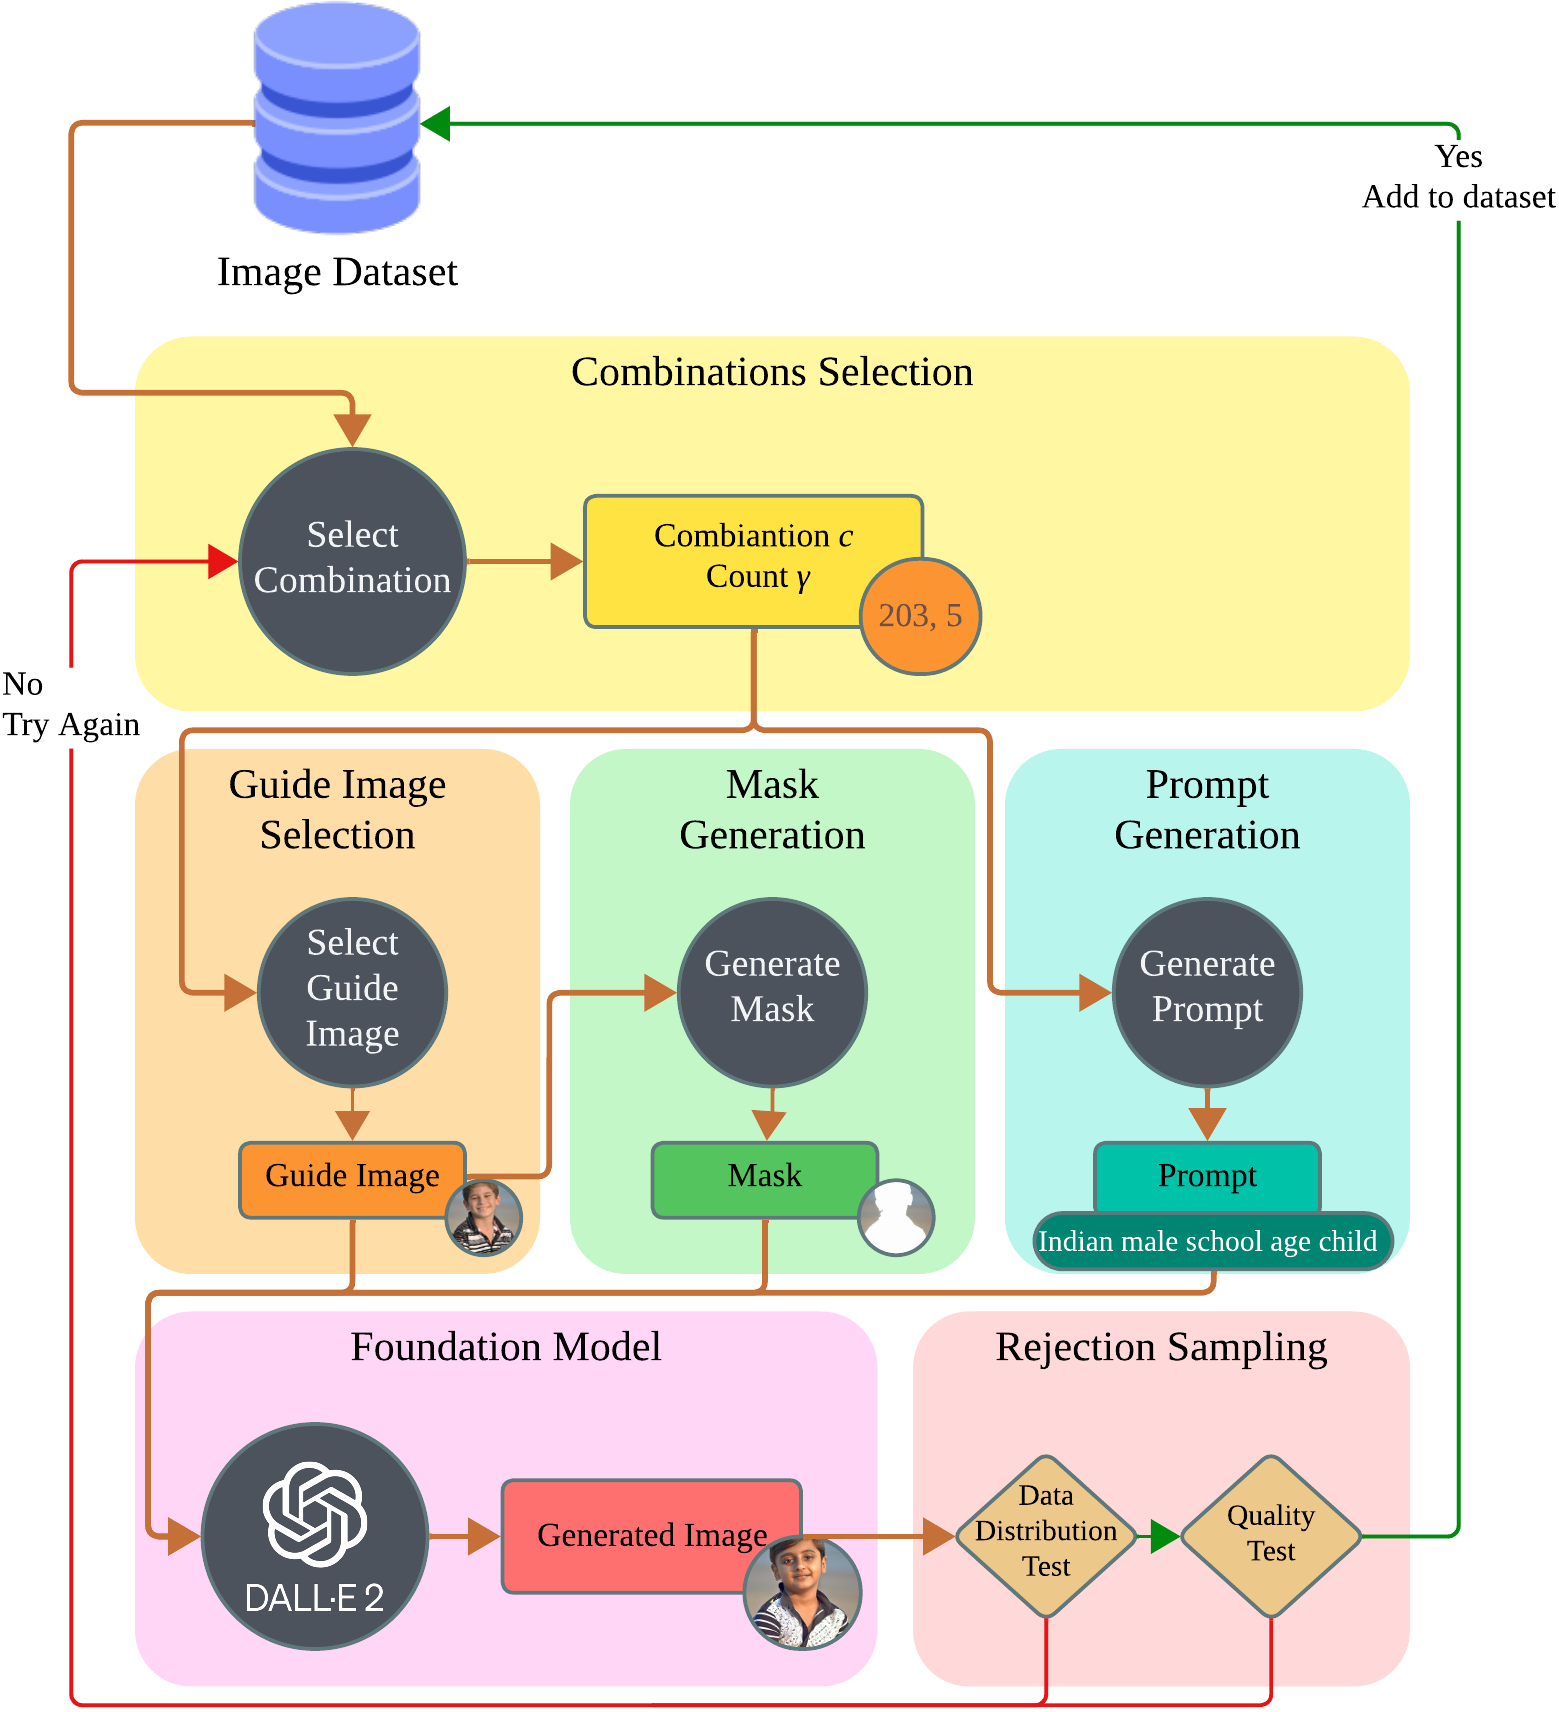 Image Dataset
Yes
Add to dataset
Combinations Selection
Select
Combination
Combiantion c
Count γ
203, 5
No
Try Again
Guide Image
Selection
Select
Guide
Image
Guide Image
Mask
Generation
Generate
Mask
Mask
Prompt
Generation
Generate
Prompt
Prompt
Indian male school age child
Foundation Model
DALL·E 2
Generated Image
Rejection Sampling
Data
Distribution
Test
Quality
Test